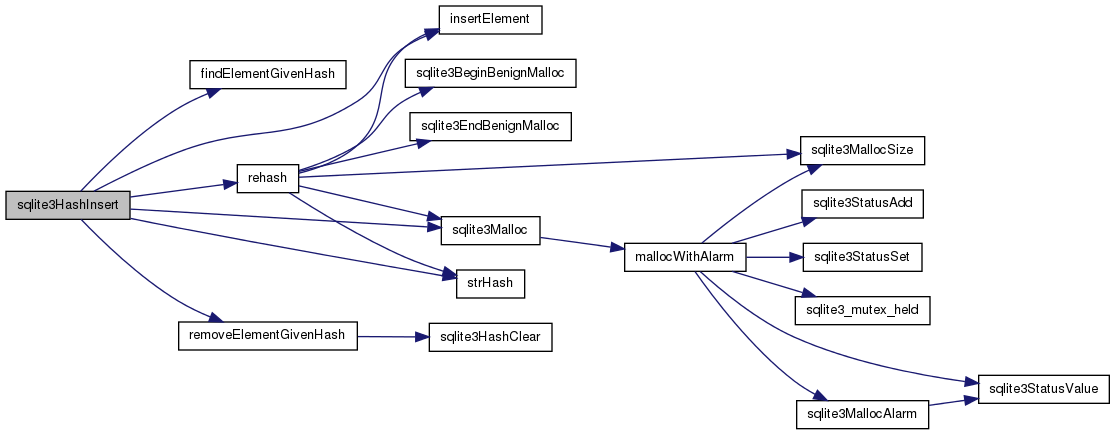 insertElement
findElementGivenHash
sqlite3BeginBenignMalloc
sqlite3EndBenignMalloc
sqlite3MallocSize
rehash
sqlite3HashInsert
sqlite3StatusAdd
sqlite3Malloc
mallocWithAlarm
sqlite3StatusSet
strHash
sqlite3_mutex_held
removeElementGivenHash
sqlite3HashClear
sqlite3StatusValue
sqlite3MallocAlarm